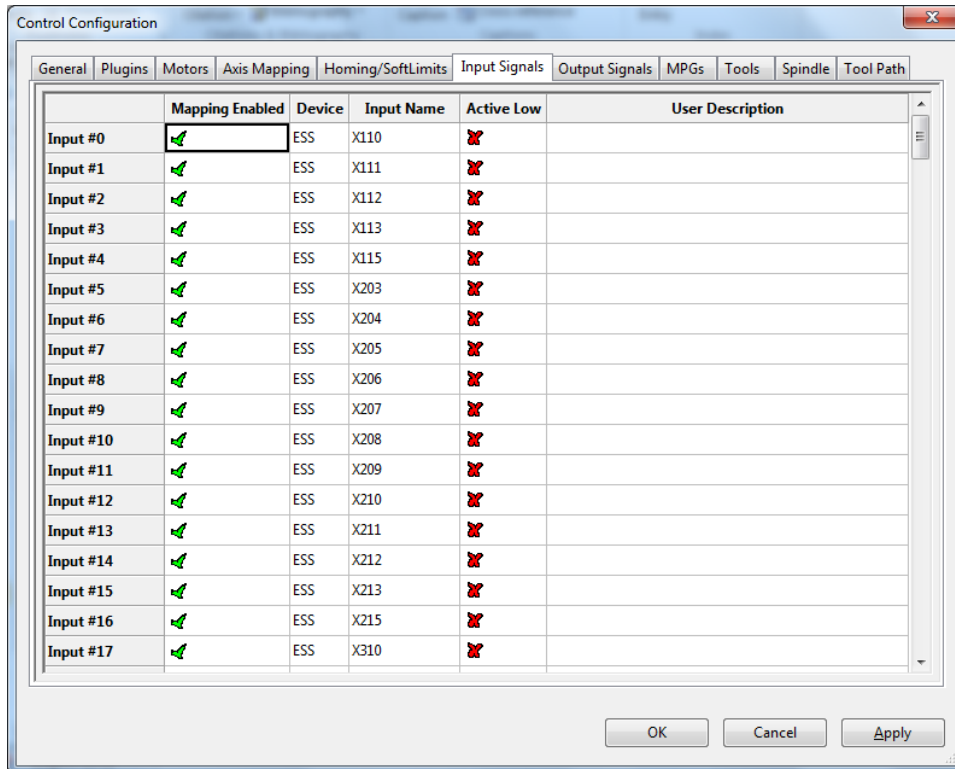 Control Configuration
General Plugins Motors Axis Mapping Homing/SoftLimits Input Signals Output Signals MPGs Tools Spindle Tool Path
Mapping Enabled Device Input Name Active Low User Description
Input #0 ESS X110
Input #1 ESS X111
Input #2 ESS X112
Input #3 ESS X113
Input #4 ESS X115
Input #5 ESS X203
Input #6 ESS X204
Input #7 ESS X205
Input #8 ESS X206
Input #9 ESS X207
Input #10 ESS X208
Input #11 ESS X209
Input #12 ESS X210
Input #13 ESS X211
Input #14 ESS X212
Input #15 ESS X213
Input #16 ESS X215
Input #17 ESS X310
OK Cancel Apply